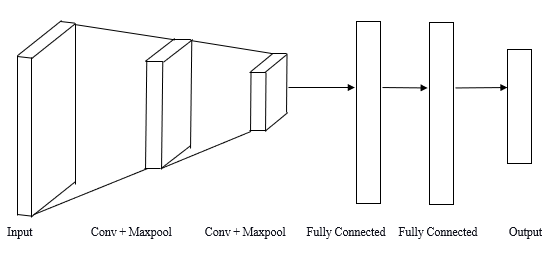 Input
Conv + Maxpool
Conv + Maxpool
Fully Connected
Fully Connected
Output